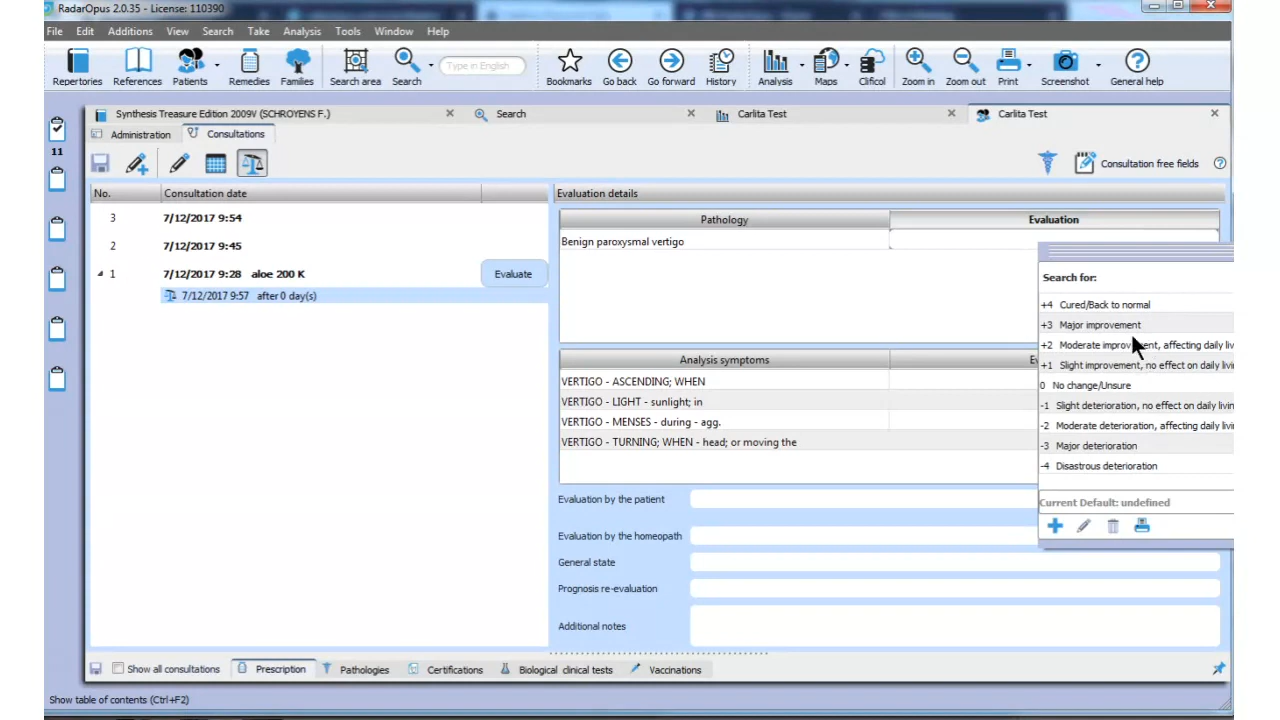 RadarOpus 2.0.35 - License: 110390
File Edit Additions View Search Take Analysis Tools Window Help
Type in English
Repertories References Patients Remedies Families Search area Search Bookmarks Go back Go forward History Analysis Maps Clificol Zoom in Zoom out Print Screenshot General help
Synthesis Treasure Edition 2009V (SCHROYENS F.) Search Carlita Test Carlita Test
Administration Consultations
11
Consultation free fields
No. Consultation date
3 7/12/2017 9:54
2 7/12/2017 9:45
1 7/12/2017 9:28 aloe 200 K Evaluate
7/12/2017 9:57 after 0 day(s)
Evaluation details
Pathology Evaluation
Benign paroxysmal vertigo
Search for:
+4 Cured/Back to normal
+3 Major improvement
+2 Moderate improvement, affecting daily livi
+1 Slight improvement, no effect on daily livi
0 No change/Unsure
-1 Slight deterioration, no effect on daily livin
-2 Moderate deterioration, affecting daily livi
-3 Major deterioration
-4 Disastrous deterioration
Current Default: undefined
Analysis symptoms
VERTIGO - ASCENDING; WHEN
VERTIGO - LIGHT - sunlight; in
VERTIGO - MENSES - during - agg.
VERTIGO - TURNING; WHEN - head; or moving the
Evaluation by the patient
Evaluation by the homeopath
General state
Prognosis re-evaluation
Additional notes
Show all consultations Prescription Pathologies Certifications Biological clinical tests Vaccinations
Show table of contents (Ctrl+F2)